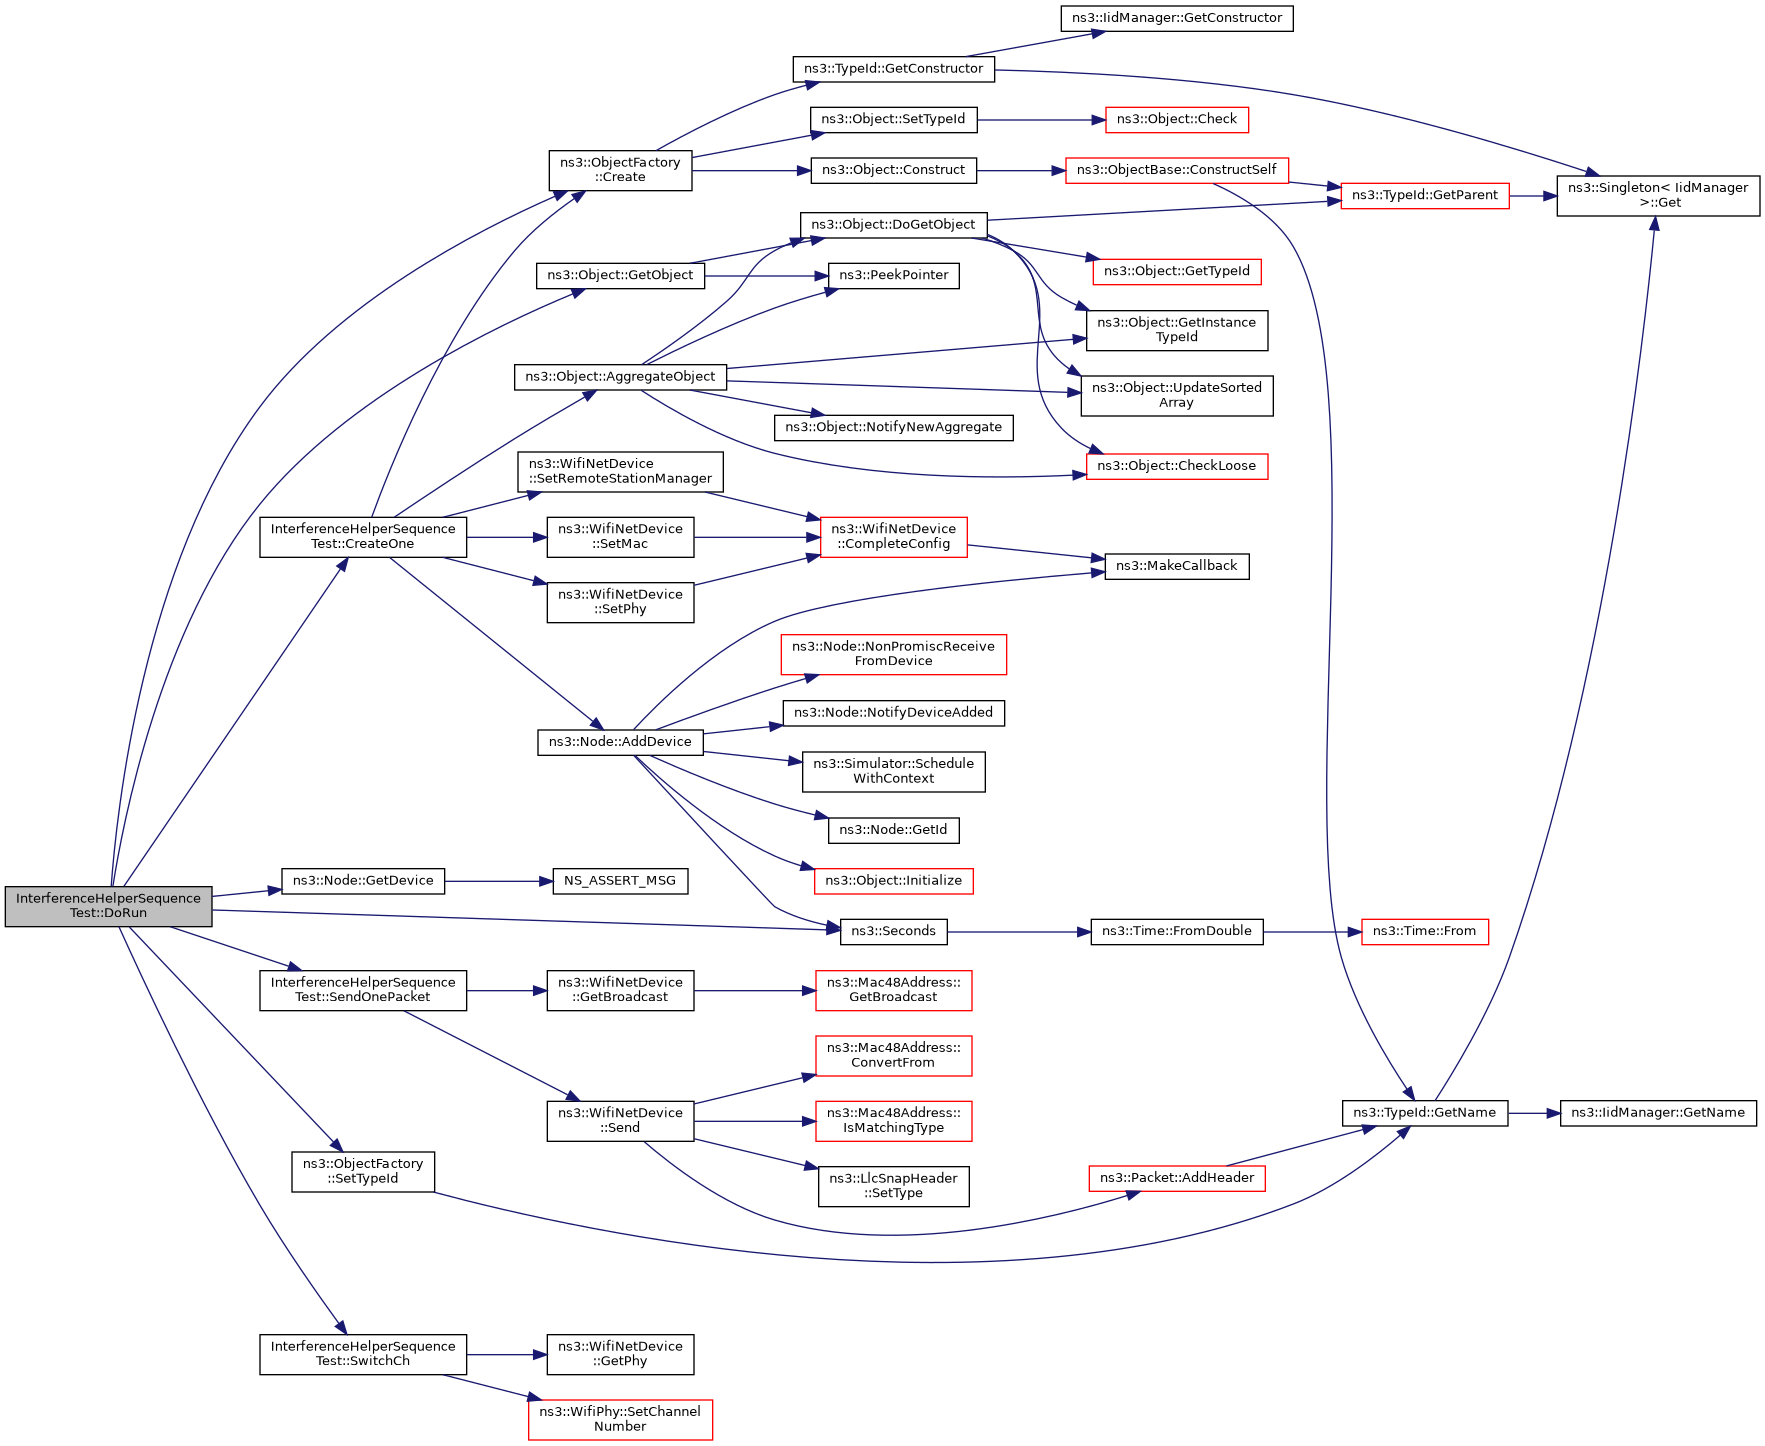 ns3::IidManager::GetConstructor
ns3::TypeId::GetConstructor
ns3::Object::SetTypeId
ns3::Object::Check
ns3::ObjectFactory
::Create
ns3::Object::Construct
ns3::ObjectBase::ConstructSelf
ns3::TypeId::GetParent
ns3::Singleton< IidManager
>::Get
ns3::Object::DoGetObject
ns3::Object::GetObject
ns3::PeekPointer
ns3::Object::GetTypeId
ns3::Object::GetInstance
TypeId
ns3::Object::AggregateObject
ns3::Object::UpdateSorted
Array
ns3::Object::NotifyNewAggregate
ns3::Object::CheckLoose
ns3::WifiNetDevice
::SetRemoteStationManager
InterferenceHelperSequence
Test::CreateOne
ns3::WifiNetDevice
::SetMac
ns3::WifiNetDevice
::CompleteConfig
ns3::MakeCallback
ns3::WifiNetDevice
::SetPhy
ns3::Node::NonPromiscReceive
FromDevice
ns3::Node::NotifyDeviceAdded
ns3::Node::AddDevice
ns3::Simulator::Schedule
WithContext
ns3::Node::GetId
ns3::Node::GetDevice
NS_ASSERT_MSG
ns3::Object::Initialize
InterferenceHelperSequence
Test::DoRun
ns3::Seconds
ns3::Time::FromDouble
ns3::Time::From
InterferenceHelperSequence
Test::SendOnePacket
ns3::WifiNetDevice
::GetBroadcast
ns3::Mac48Address::
GetBroadcast
ns3::Mac48Address::
ConvertFrom
ns3::WifiNetDevice
::Send
ns3::Mac48Address::
IsMatchingType
ns3::TypeId::GetName
ns3::IidManager::GetName
ns3::ObjectFactory
::SetTypeId
ns3::LlcSnapHeader
::SetType
ns3::Packet::AddHeader
InterferenceHelperSequence
Test::SwitchCh
ns3::WifiNetDevice
::GetPhy
ns3::WifiPhy::SetChannel
Number